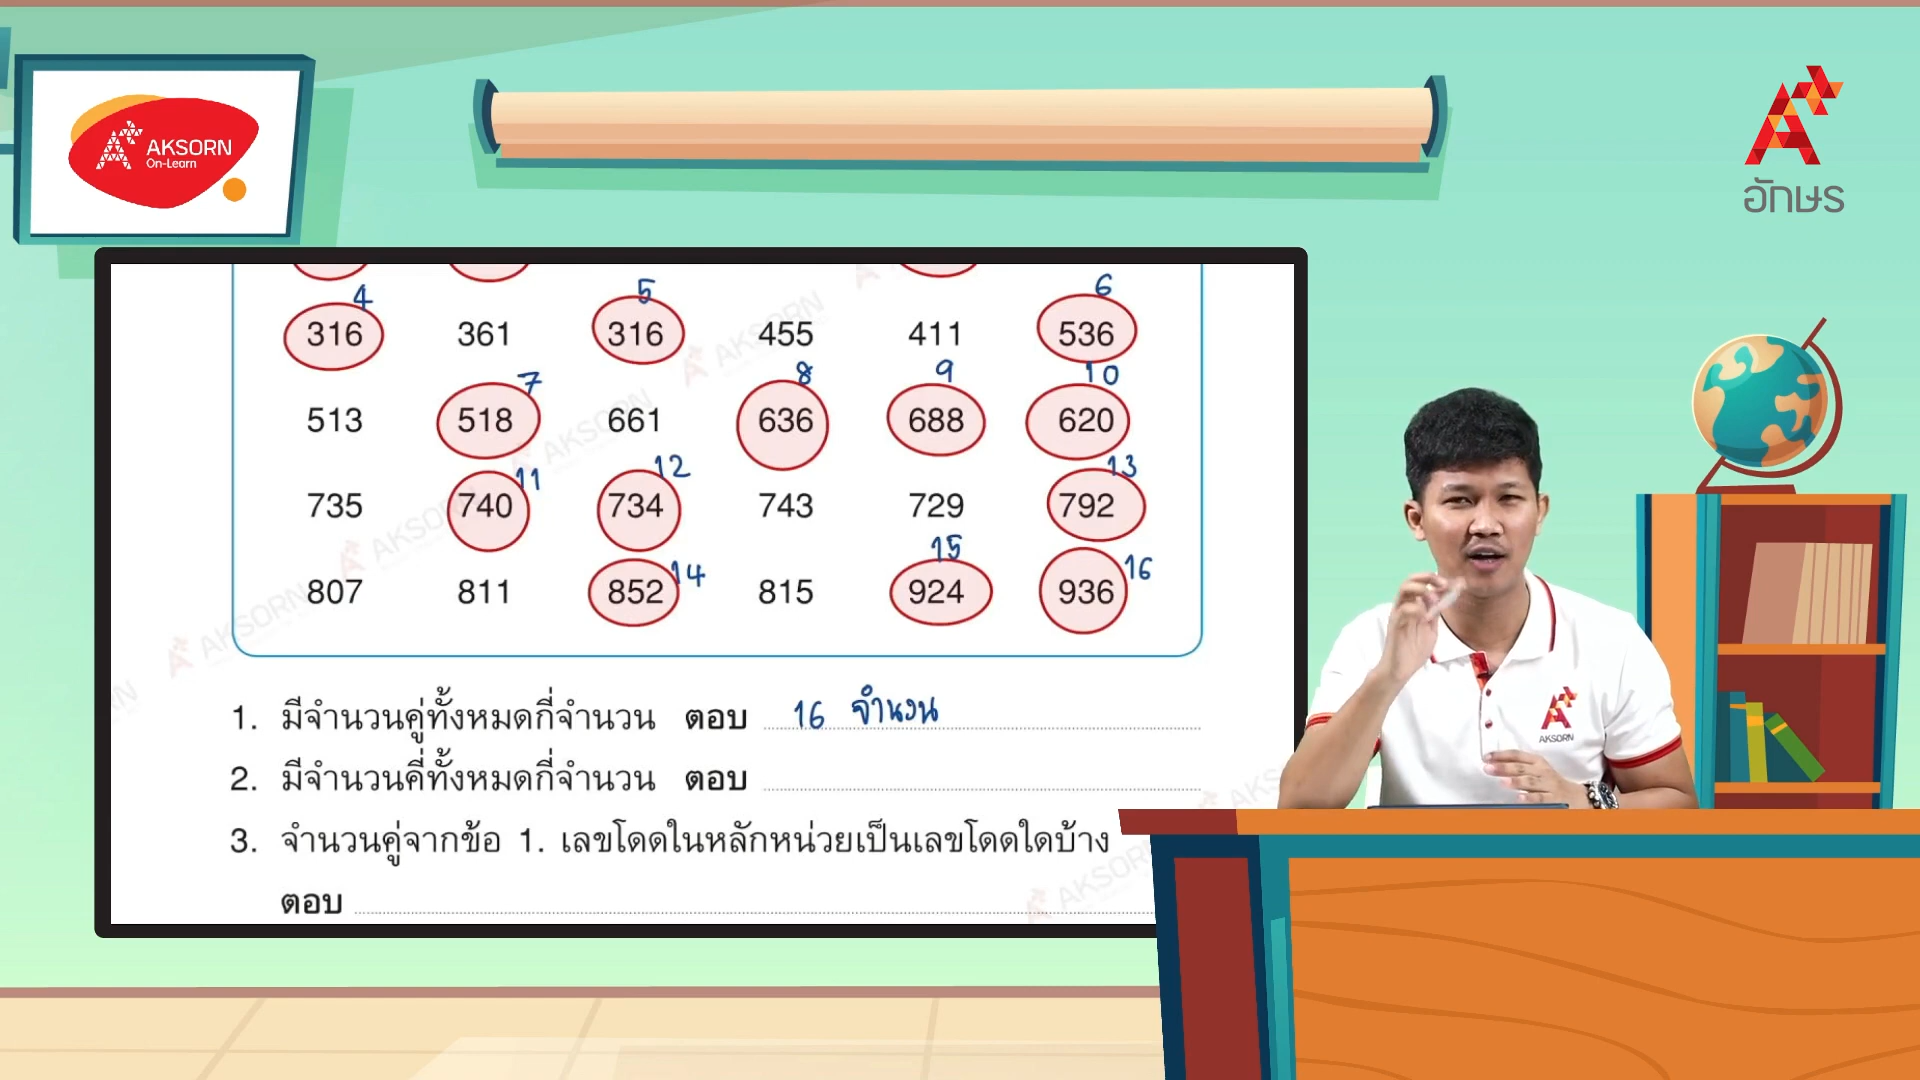 AKSORN
On-Learn
อักษร
4 5 6
316 361 316 455 411 536
7 8 9 10
513 518 661 636 688 620
11 12 13
735 740 734 743 729 792
14 15 16
807 811 852 815 924 936
1. มีจำนวนคู่ทั้งหมดกี่จำนวน ตอบ 16 จำนวน
2. มีจำนวนคี่ทั้งหมดกี่จำนวน ตอบ
3. จำนวนคู่จากข้อ 1. เลขโดดในหลักหน่วยเป็นเลขโดดใดบ้าง
ตอบ
AKSORN